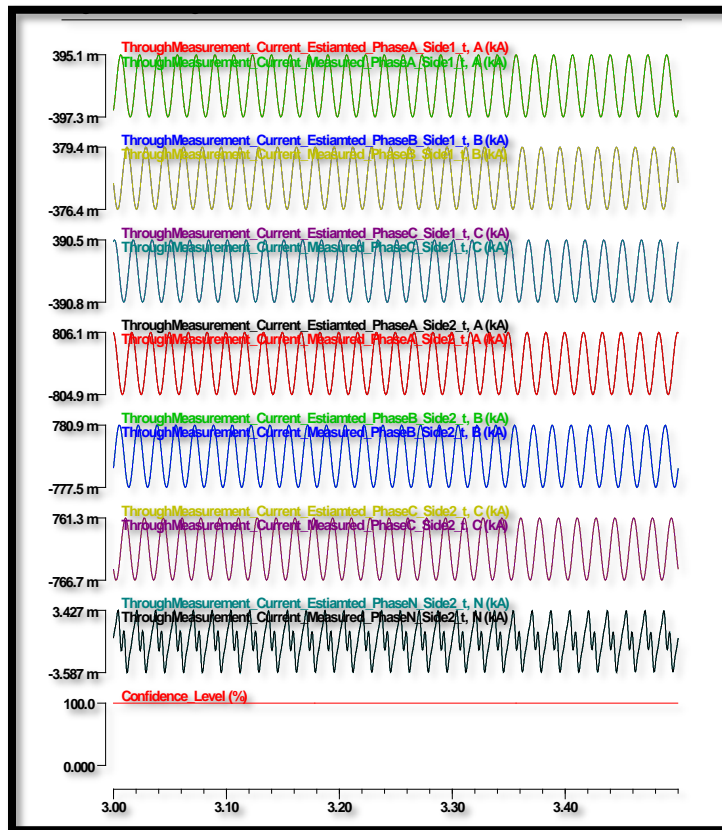 ThroughMeasurement_Current_Estiamted_PhaseA_Side1_t, A (kA)
395.1 m
ThroughMeasurement_Current_Measured_PhaseA_Side1_t, A (kA)
-397.3 m
ThroughMeasurement_Current_Estiamted_PhaseB_Side1_t, B (kA)
379.4 m
ThroughMeasurement_Current_Measured_PhaseB_Side1_t, B (kA)
-376.4 m
ThroughMeasurement_Current_Estiamted_PhaseC_Side1_t, C (kA)
390.5 m
ThroughMeasurement_Current_Measured_PhaseC_Side1_t, C (kA)
-390.8 m
ThroughMeasurement_Current_Estiamted_PhaseA_Side2_t, A (kA)
806.1 m
ThroughMeasurement_Current_Measured_PhaseA_Side2_t, A (kA)
-804.9 m
ThroughMeasurement_Current_Estiamted_PhaseB_Side2_t, B (kA)
780.9 m
ThroughMeasurement_Current_Measured_PhaseB_Side2_t, B (kA)
-777.5 m
ThroughMeasurement_Current_Estiamted_PhaseC_Side2_t, C (kA)
761.3 m
ThroughMeasurement_Current_Measured_PhaseC_Side2_t, C (kA)
-766.7 m
ThroughMeasurement_Current_Estiamted_PhaseN_Side2_t, N (kA)
3.427 m
ThroughMeasurement_Current_Measured_PhaseN_Side2_t, N (kA)
-3.587 m
Confidence_Level (%)
100.0
0.000
3.00 3.10 3.20 3.30 3.40